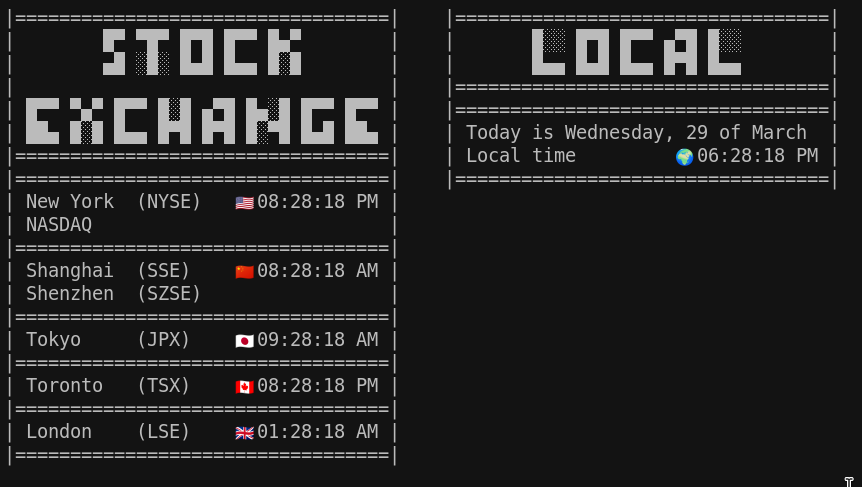 STOCK
EXCHANGE
New York (NYSE) 🇺🇸08:28:18 PM
NASDAQ
Shanghai (SSE) 🇨🇳08:28:18 AM
Shenzhen (SZSE)
Tokyo (JPX) 🇯🇵09:28:18 AM
Toronto (TSX) 🇨🇦08:28:18 PM
London (LSE) 🇬🇧01:28:18 AM
LOCAL
Today is Wednesday, 29 of March
Local time 🌍06:28:18 PM